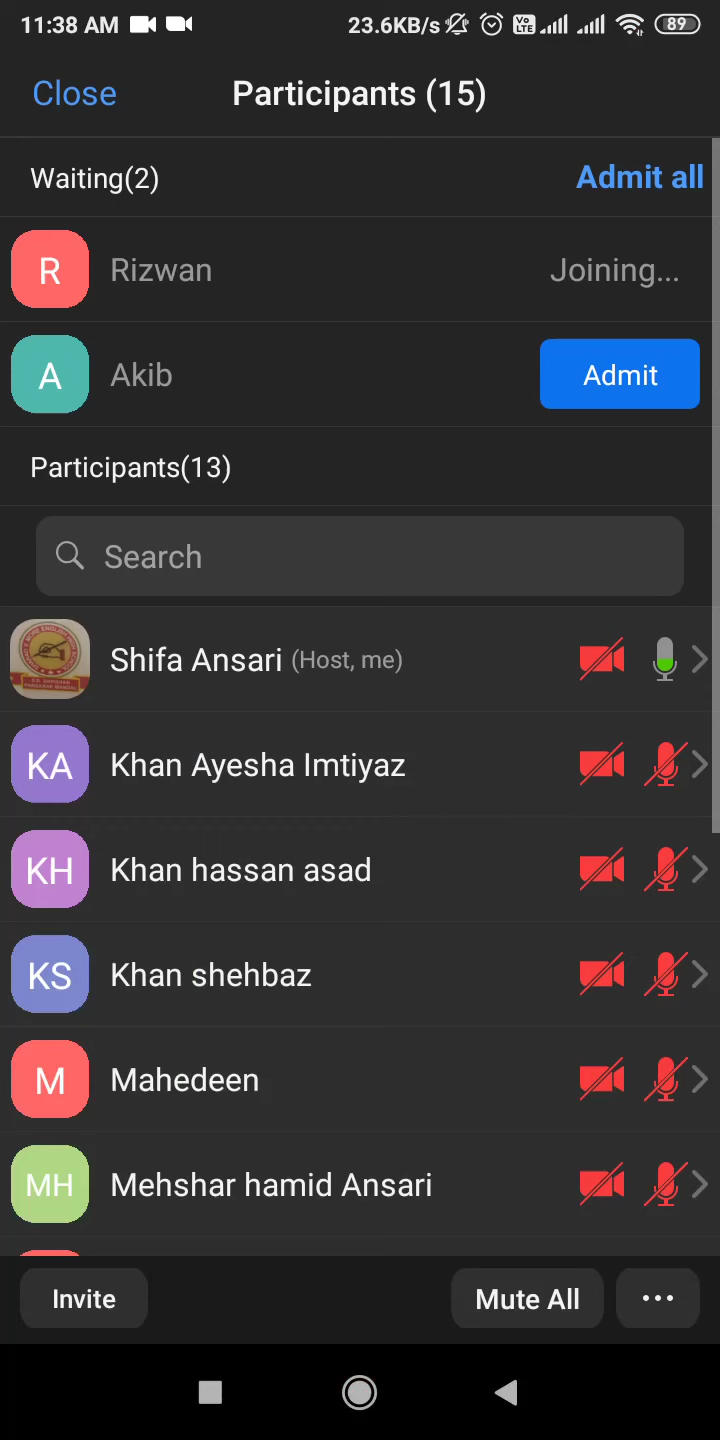 11:38 AM 23.6KB/s Vo LTE 89
Close Participants (15)
Waiting(2) Admit all
R Rizwan Joining...
A Akib Admit
Participants(13)
Search
Shifa Ansari (Host, me)
KA Khan Ayesha Imtiyaz
KH Khan hassan asad
KS Khan shehbaz
M Mahedeen
MH Mehshar hamid Ansari
Invite Mute All